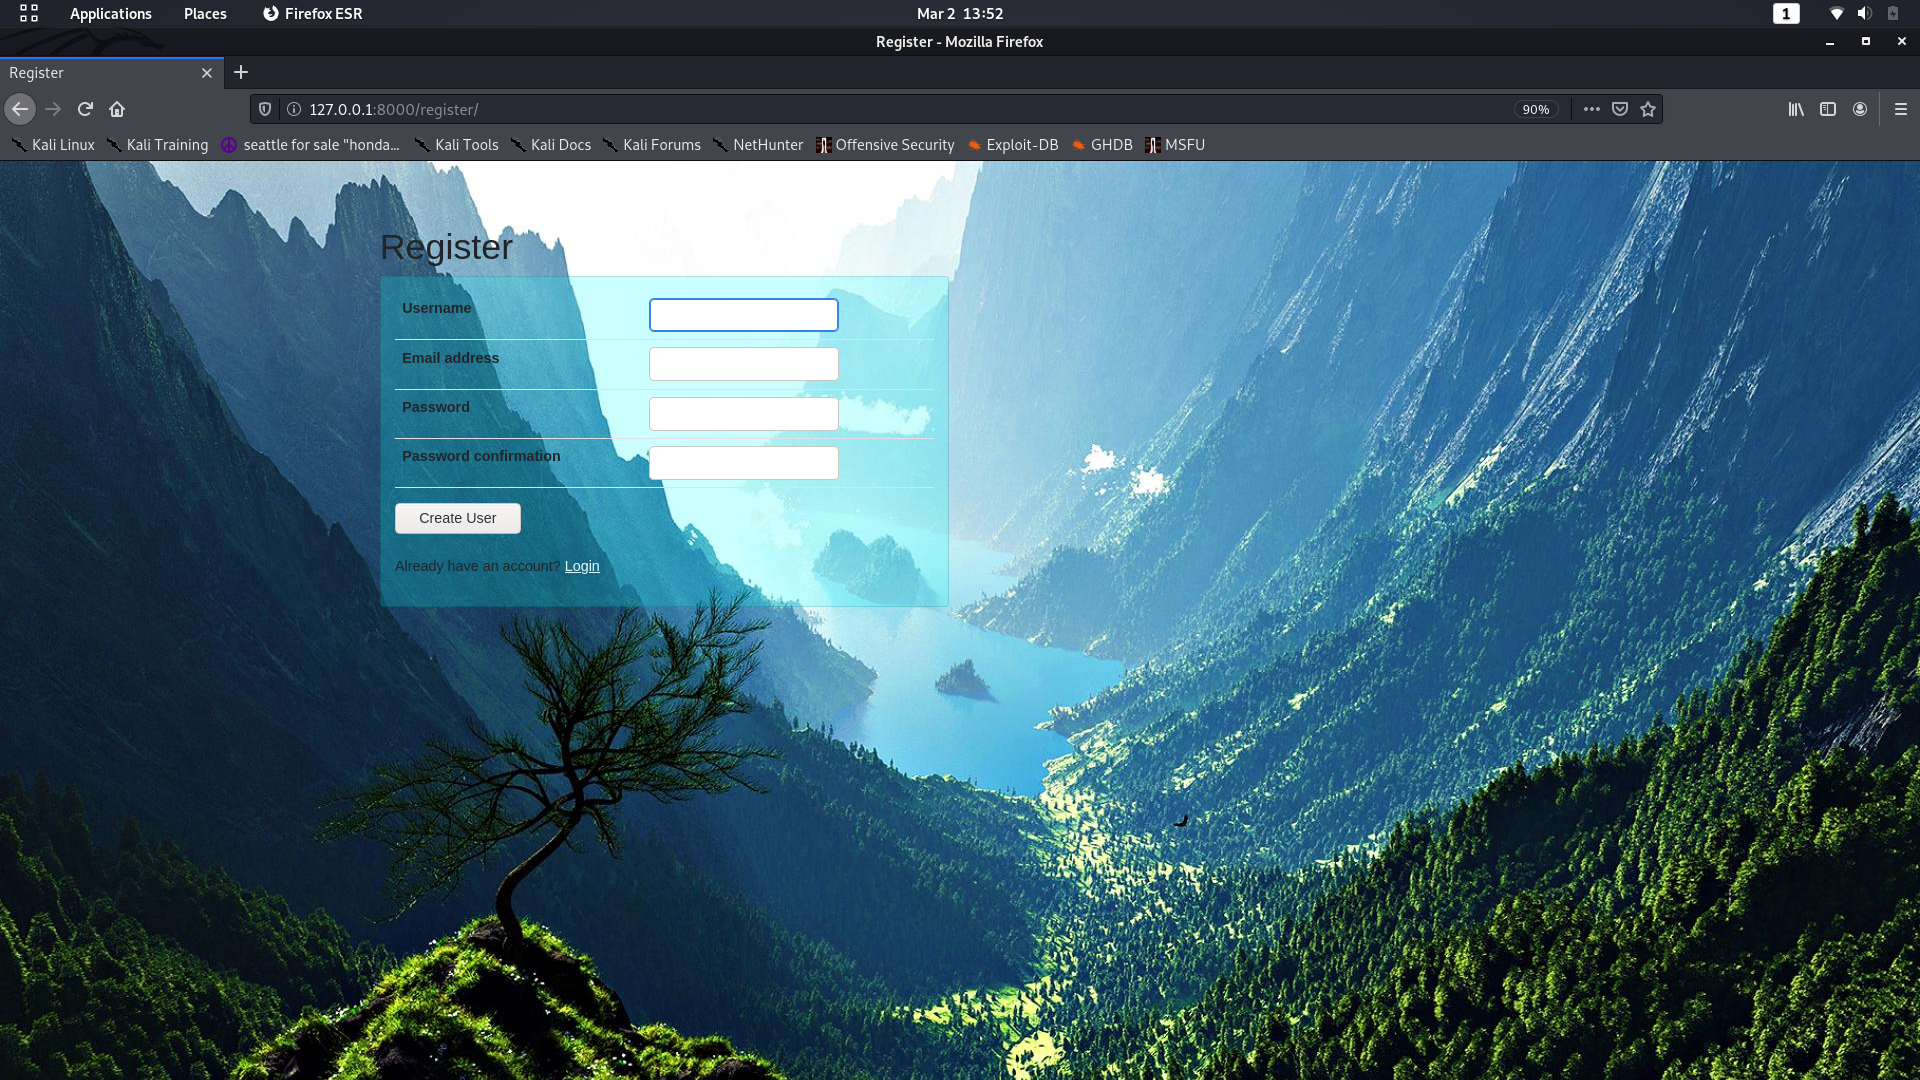 Applications Places Firefox ESR Mar 2 13:52 1
Register - Mozilla Firefox
Register
127.0.0.1:8000/register/ 90%
Kali Linux Kali Training seattle for sale "honda... Kali Tools Kali Docs Kali Forums NetHunter Offensive Security Exploit-DB GHDB MSFU
Register
Username
Email address
Password
Password confirmation
Create User
Already have an account? Login